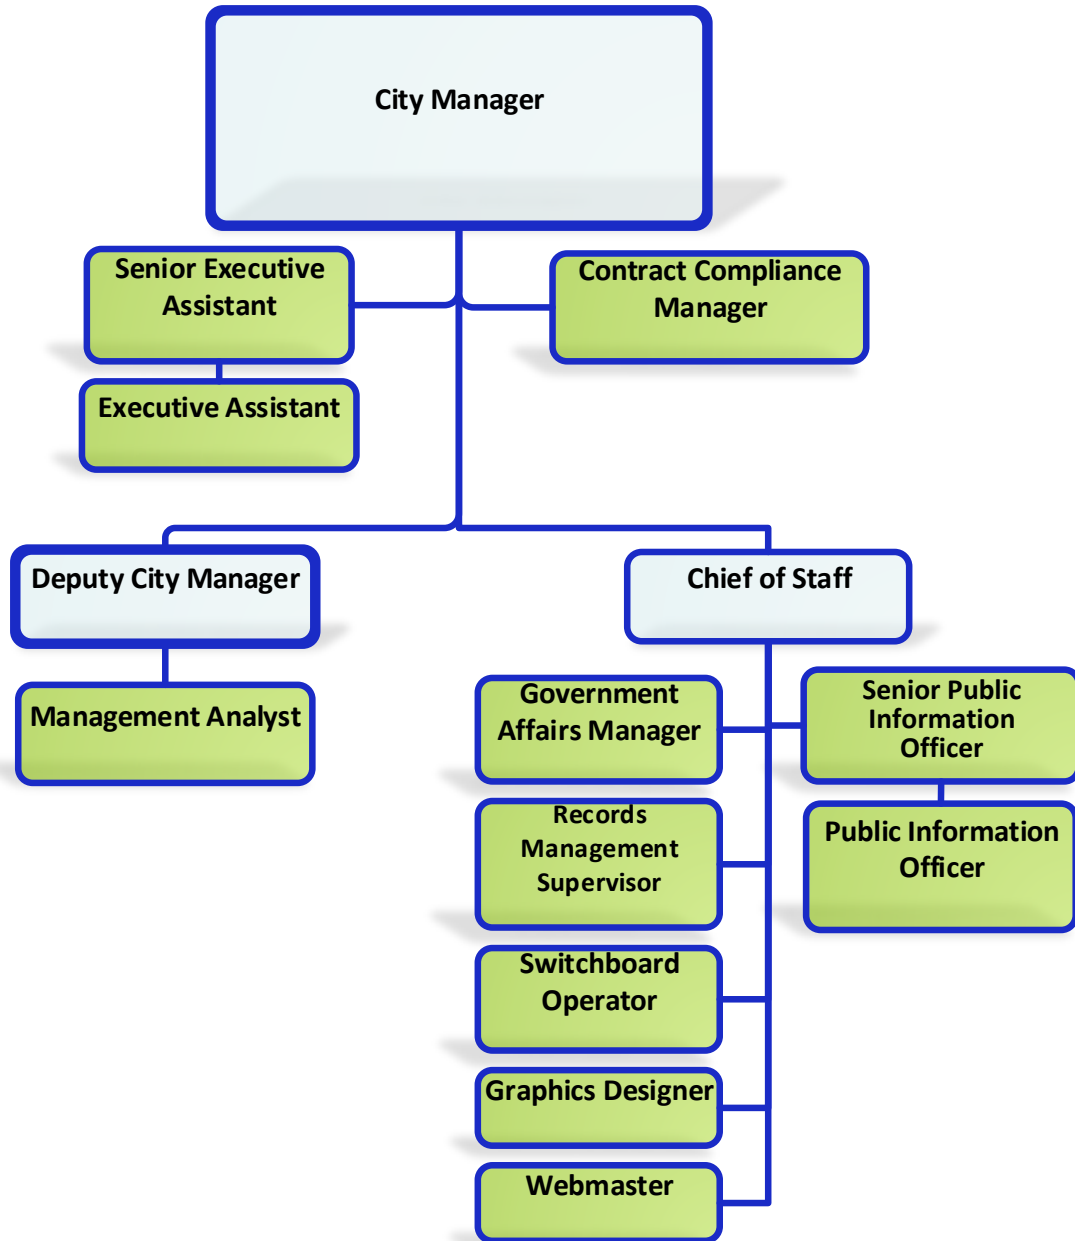 City Manager
Senior Executive
Assistant
Contract Compliance
Manager
Executive Assistant
Deputy City Manager
Chief of Staff
Management Analyst
Government
Affairs Manager
Senior Public
Information
Officer
Records
Management
Supervisor
Public Information
Officer
Switchboard
Operator
Graphics Designer
Webmaster